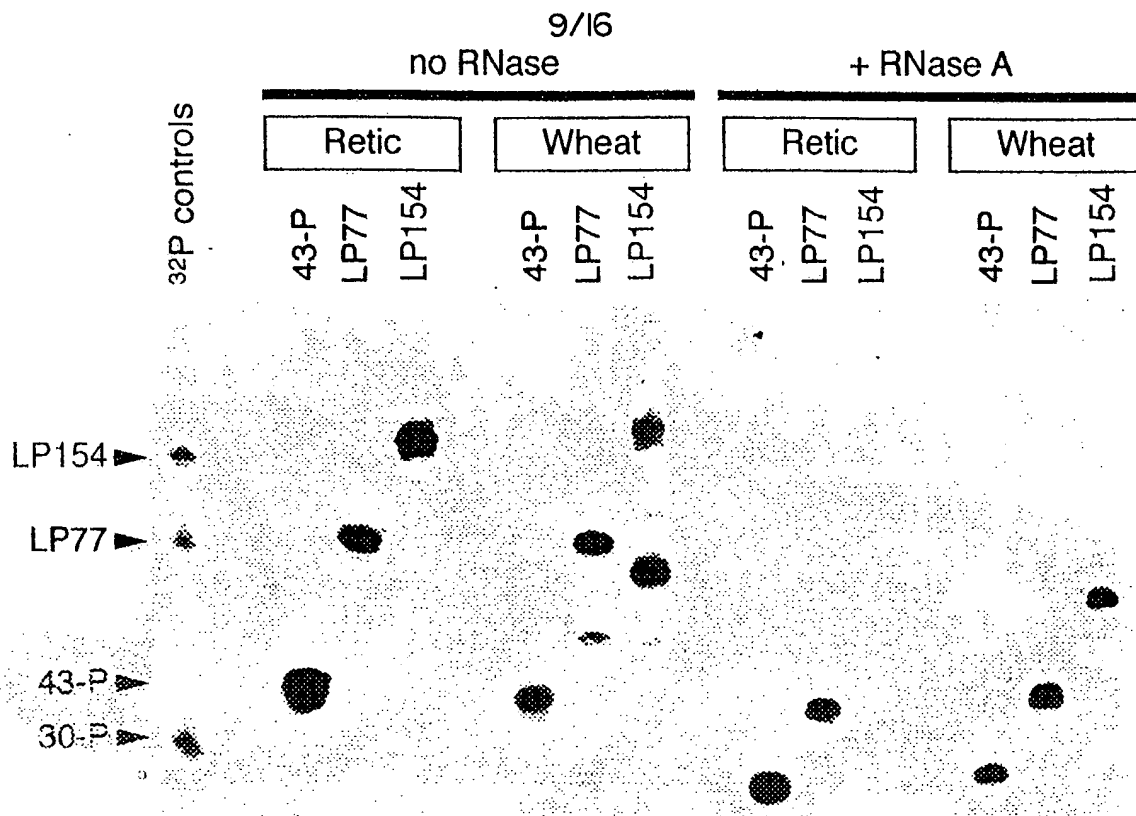 9/16
no RNase + RNase A
Retic Wheat Retic Wheat
32P controls 43-P LP77 LP154 43-P LP77 LP154 43-P LP77 LP154 43-P LP77 LP154
LP154
LP77
43-P
30-P